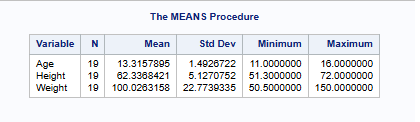 The MEANS Procedure
Variable N Mean Std Dev Minimum Maximum
Age 19 13.3157895 1.4926722 11.0000000 16.0000000
Height 19 62.3368421 5.1270752 51.3000000 72.0000000
Weight 19 100.0263158 22.7739335 50.5000000 150.0000000